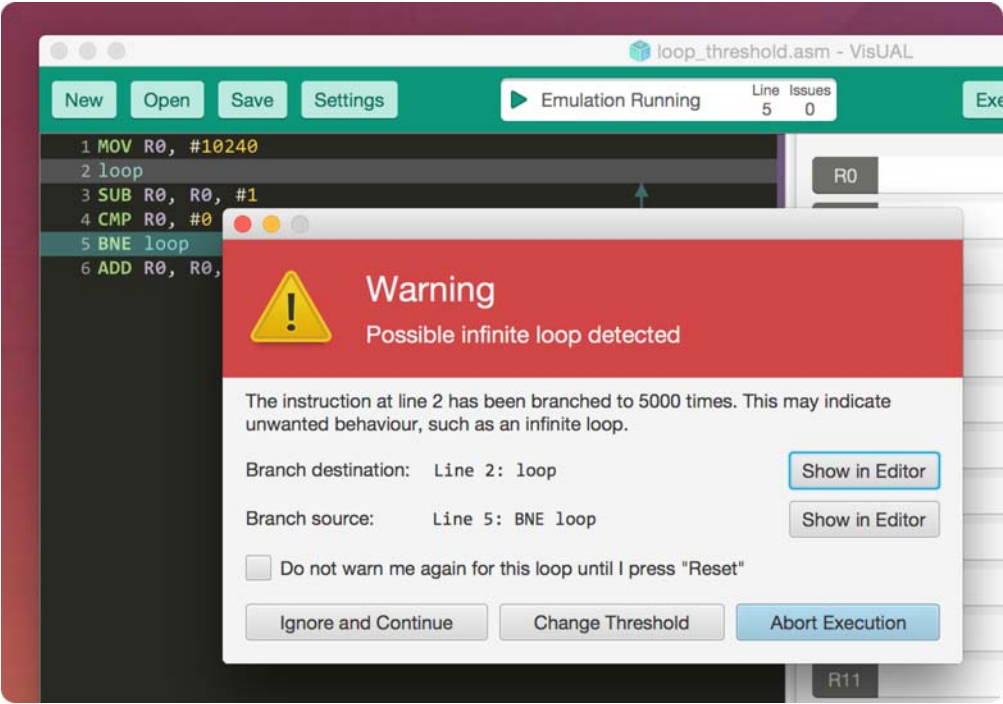 loop_threshold.asm - VisUAL
New Open Save Settings Emulation Running Line 5 Issues 0
1 MOV R0, #10240
2 loop
3 SUB R0, R0, #1
4 CMP R0, #0
5 BNE loop
6 ADD R0, R0,
R0
Warning
Possible infinite loop detected
The instruction at line 2 has been branched to 5000 times. This may indicate
unwanted behaviour, such as an infinite loop.
Branch destination: Line 2: loop Show in Editor
Branch source: Line 5: BNE loop Show in Editor
Do not warn me again for this loop until I press "Reset"
Ignore and Continue Change Threshold Abort Execution
R11